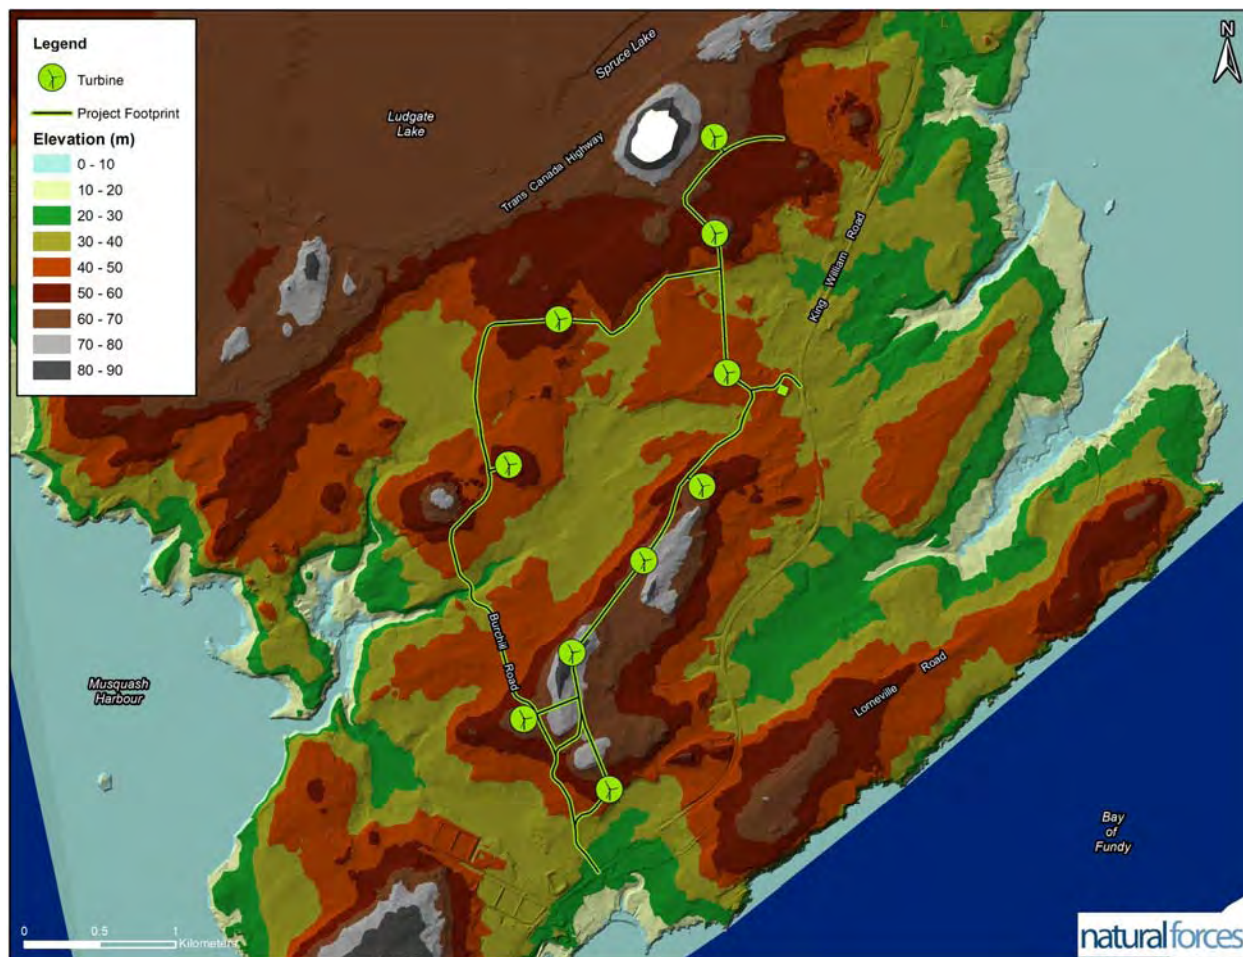 Legend
Turbine
Project Footprint
Elevation (m)
0 - 10
10 - 20
20 - 30
30 - 40
40 - 50
50 - 60
60 - 70
70 - 80
80 - 90
N
Spruce Lake
Ludgate
Lake
Trans Canada Highway
King William Road
Burchill Road
Musquash
Harbour
Lorneville Road
Bay
of
Fundy
0 0.5 1
Kilometers
naturalforces